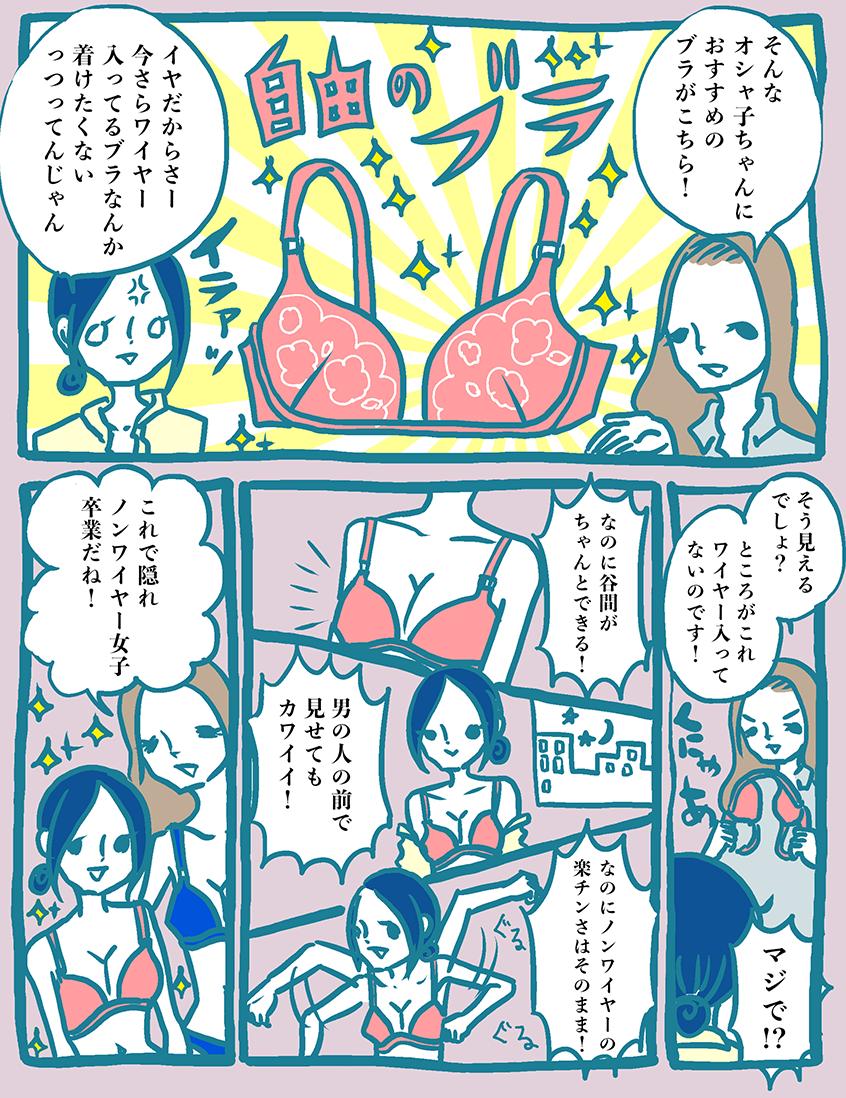 そんな
オシャ子ちゃんに
おすすめの
ブラがこちら！
自由のブラ
イヤだからさー
今さらワイヤー
入ってるブラなんか
着けたくない
っつってんじゃん
イラァッ
そう見える
でしょ？
ところがこれ
ワイヤー入って
ないのです！
くにゃあ
マジで!?
なのに谷間が
ちゃんとできる！
男の人の前で
見せても
カワイイ！
なのにノンワイヤーの
楽チンさはそのまま！
ぐる
ぐる
これで隠れ
ノンワイヤー女子
卒業だね！